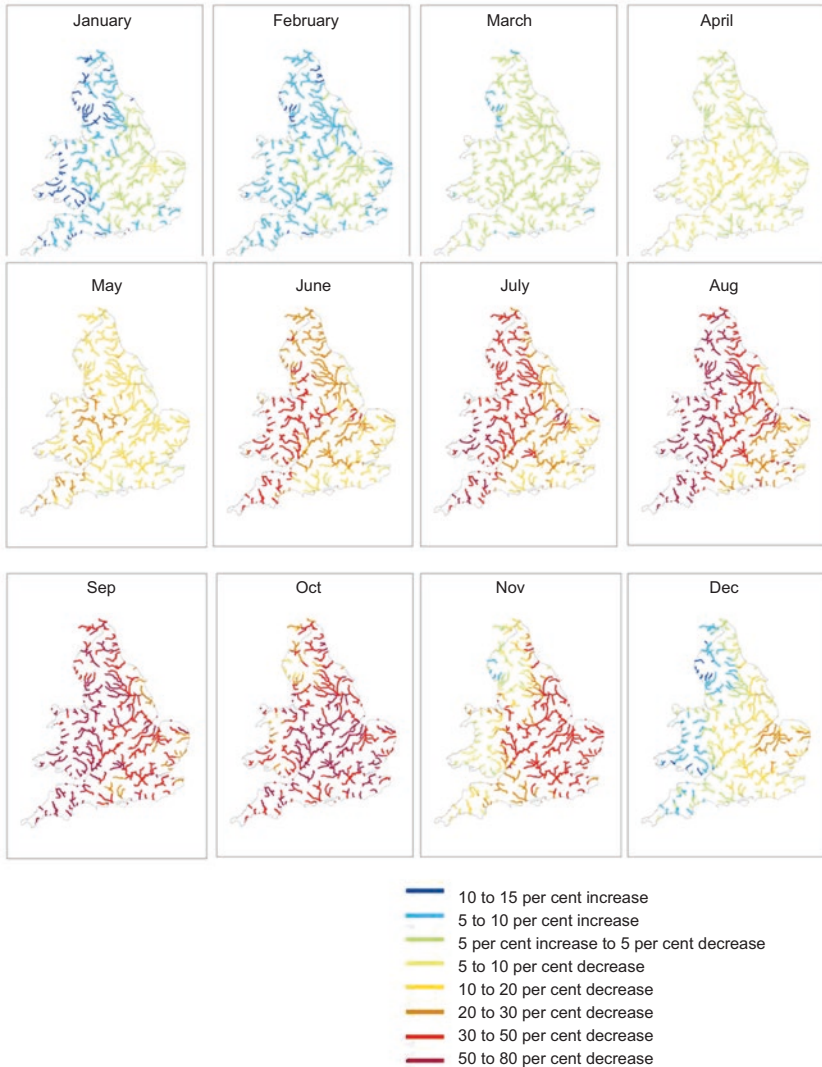 January
February
March
April
May
June
July
Aug
Sep
Oct
Nov
Dec
10 to 15 per cent increase
5 to 10 per cent increase
5 per cent increase to 5 per cent decrease
5 to 10 per cent decrease
10 to 20 per cent decrease
20 to 30 per cent decrease
30 to 50 per cent decrease
50 to 80 per cent decrease